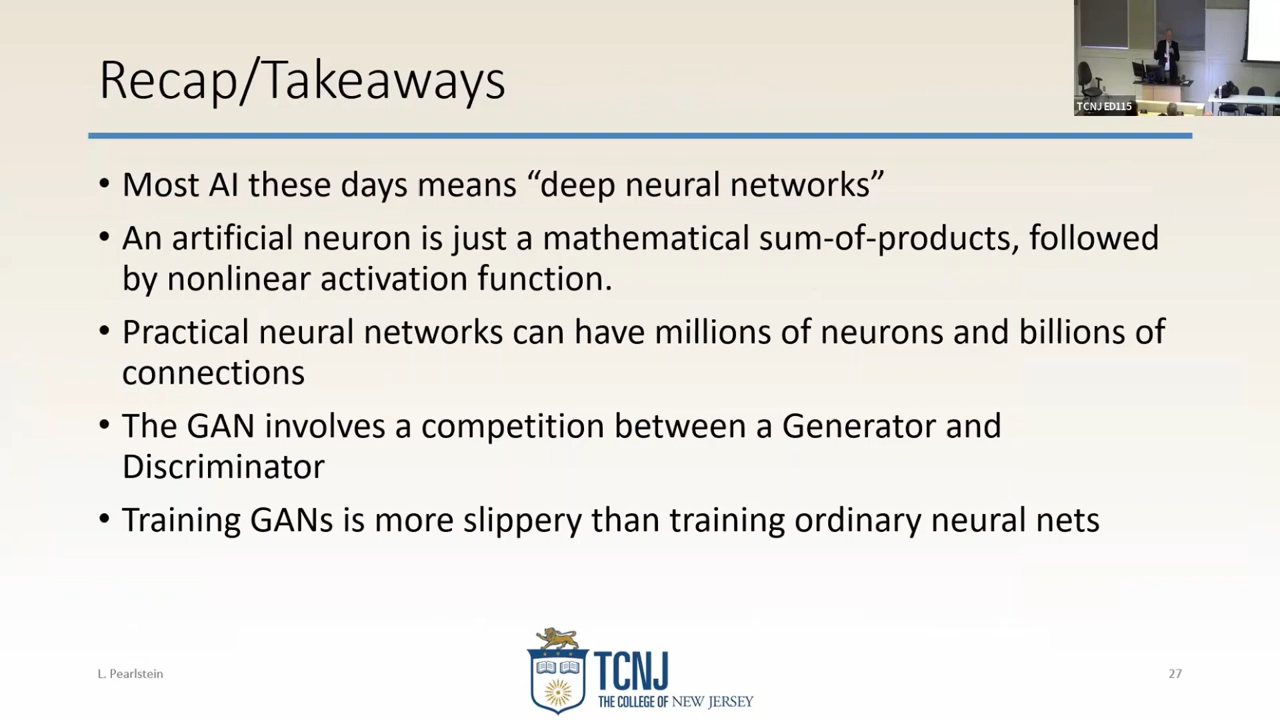 Recap/Takeaways
TCNJ ED115
• Most AI these days means “deep neural networks”
• An artificial neuron is just a mathematical sum-of-products, followed
by nonlinear activation function.
• Practical neural networks can have millions of neurons and billions of
connections
• The GAN involves a competition between a Generator and
Discriminator
• Training GANs is more slippery than training ordinary neural nets
L. Pearlstein
TCNJ
THE COLLEGE OF NEW JERSEY
27